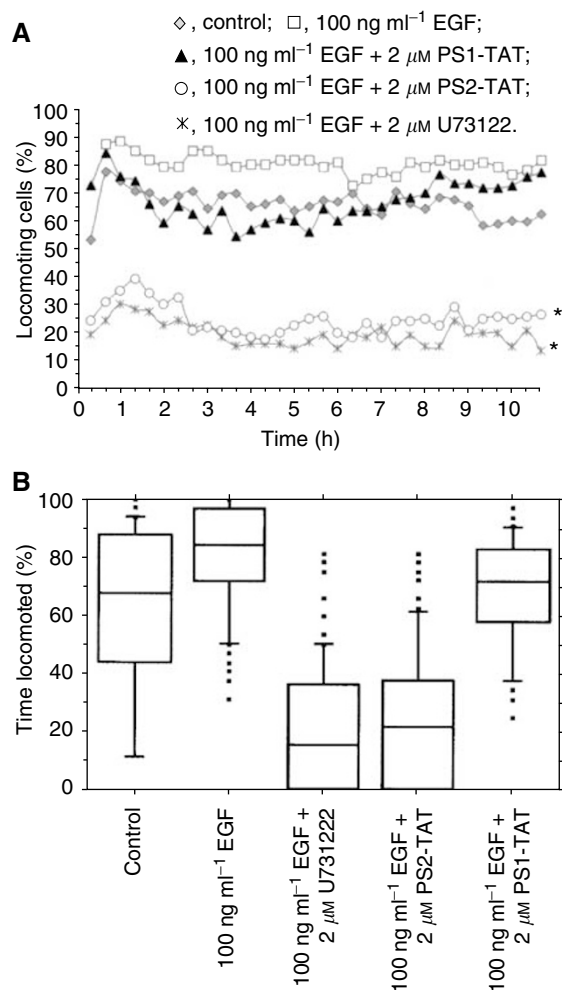 A
◈, control; □, 100 ng ml⁻¹ EGF;
▲, 100 ng ml⁻¹ EGF + 2 μM PS1-TAT;
○, 100 ng ml⁻¹ EGF + 2 μM PS2-TAT;
✳, 100 ng ml⁻¹ EGF + 2 μM U73122.
Locomoting cells (%)
100
90
80
70
60
50
40
30
20
10
0
*
*
0 1 2 3 4 5 6 7 8 9 10
Time (h)
B
Time locomoted (%)
100
80
60
40
20
0
Control
100 ng ml⁻¹ EGF
100 ng ml⁻¹ EGF +
2 μM U731222
100 ng ml⁻¹ EGF +
2 μM PS2-TAT
100 ng ml⁻¹ EGF +
2 μM PS1-TAT